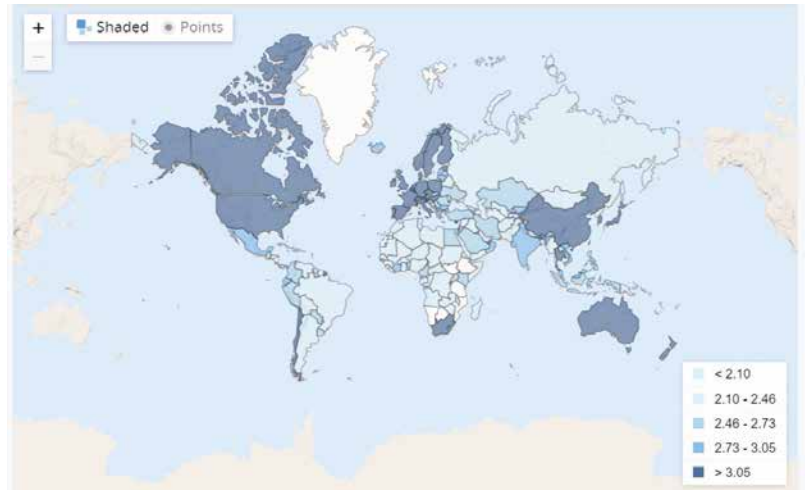 +
Shaded Points
−
< 2.10
2.10 - 2.46
2.46 - 2.73
2.73 - 3.05
> 3.05